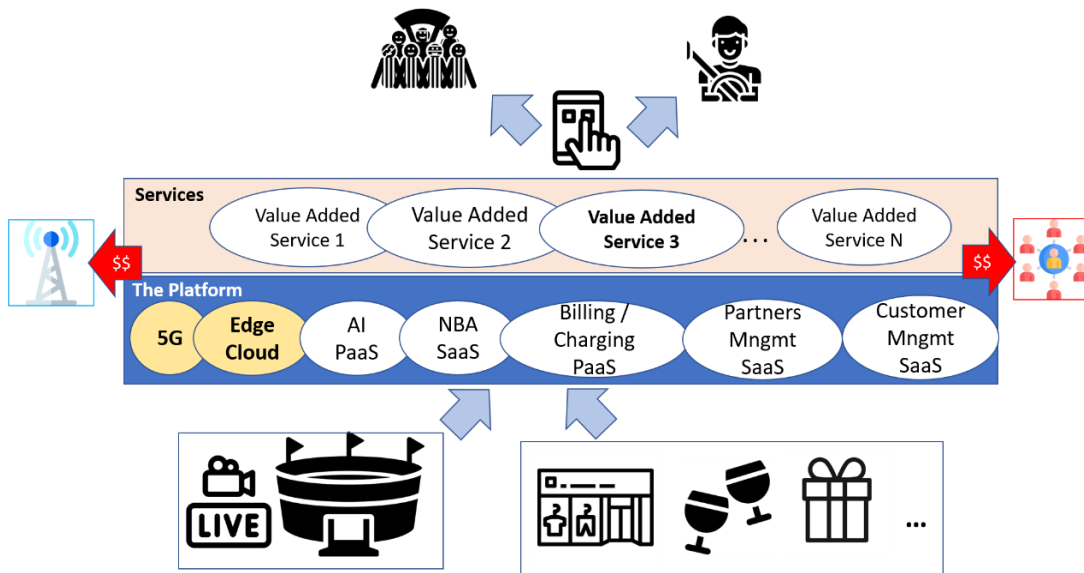 Services
Value Added
Service 1
Value Added
Service 2
Value Added
Service 3
...
Value Added
Service N
$$
$$
The Platform
5G
Edge
Cloud
AI
PaaS
NBA
SaaS
Billing /
Charging
PaaS
Partners
Mngmt
SaaS
Customer
Mngmt
SaaS
LIVE
...